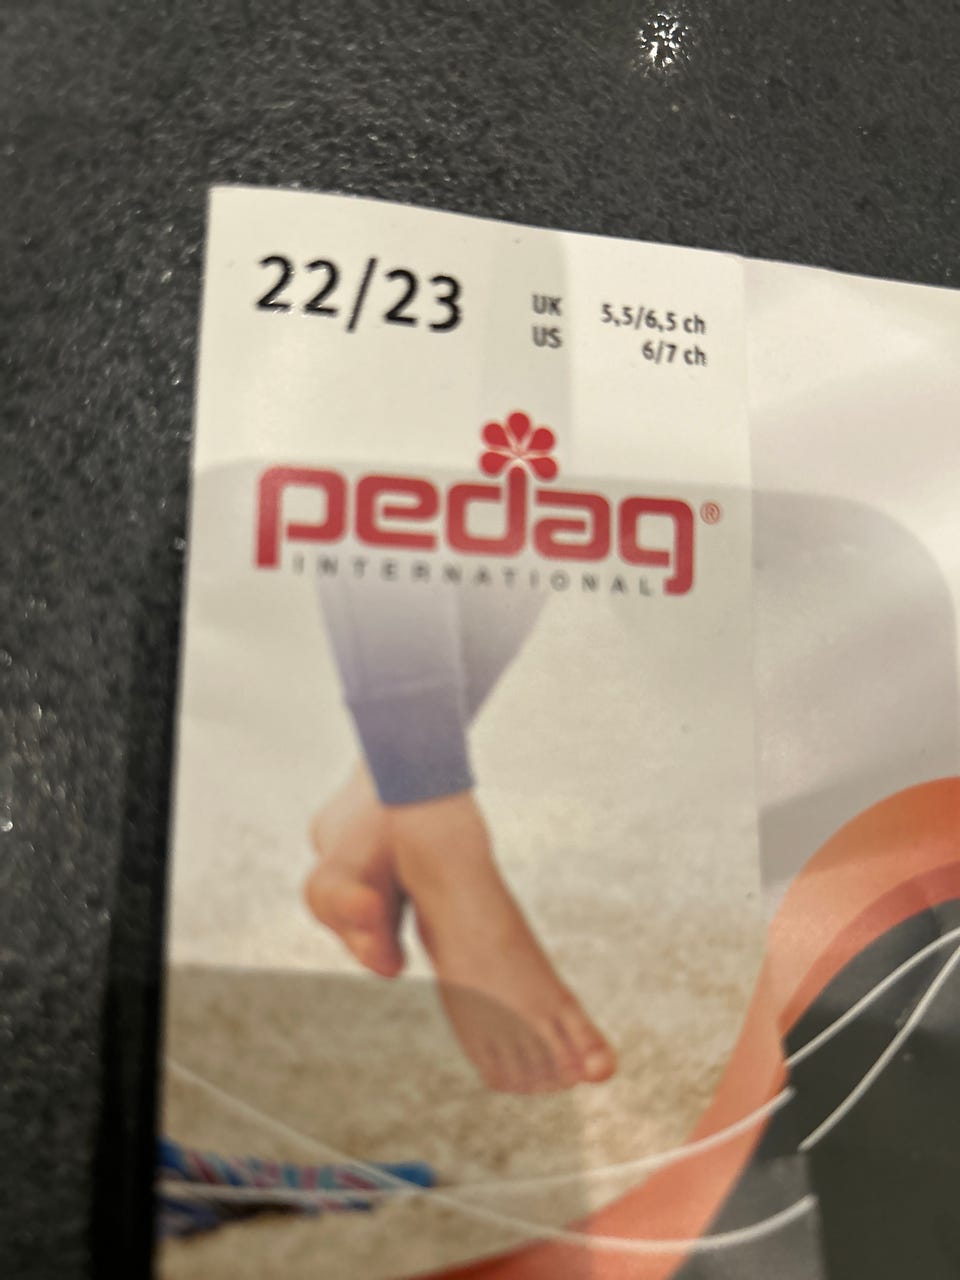 22/23
UK 5,5/6,5 ch
US 6/7 ch
pedag®
INTERNATIONAL